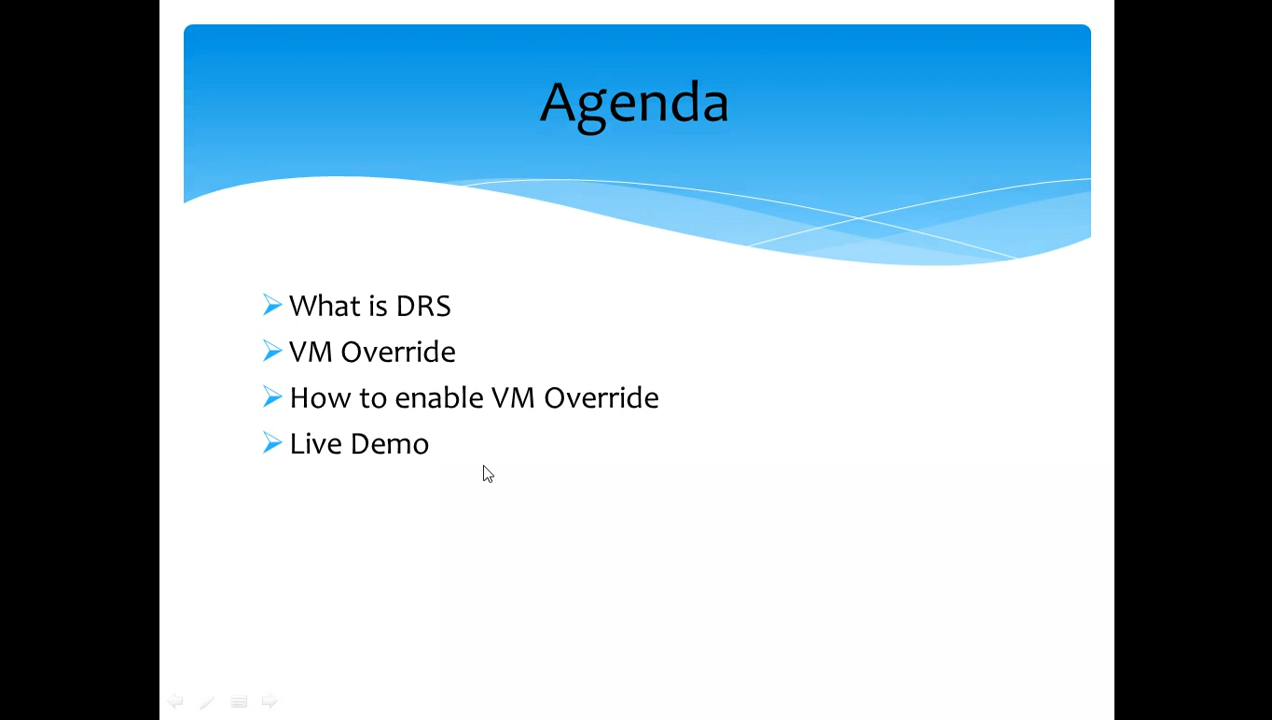 Agenda
What is DRS
VM Override
How to enable VM Override
Live Demo